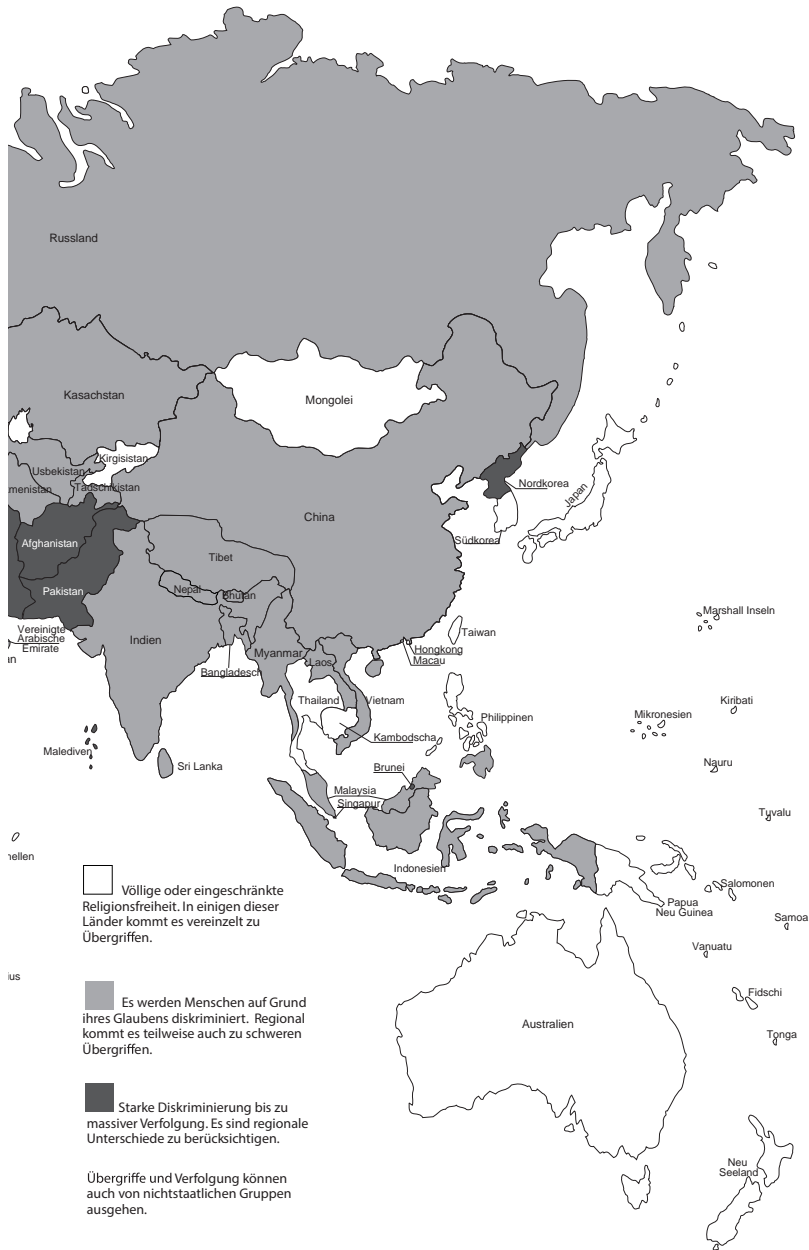 Russland
Kasachstan
Mongolei
Kirgisistan
Usbekistan
Tadschikistan
menistan
Nordkorea
Japan
China
Südkorea
Afghanistan
Tibet
Pakistan
Nepal
Bhutan
Marshall Inseln
Vereinigte
Arabische
Emirate
an
Indien
Taiwan
Hongkong
Macau
Myanmar
Laos
Bangladesch
Thailand
Vietnam
Kiribati
Mikronesien
Philippinen
Kambodscha
Malediven
Sri Lanka
Brunei
Nauru
Malaysia
Singapur
Tyvalu
hellen
Indonesien
Salomonen
Papua
Neu Guinea
Samoa
Vanuatu
ius
Fidschi
Australien
Tonga
Neu
Seeland
Völlige oder eingeschränkte
Religionsfreiheit. In einigen dieser
Länder kommt es vereinzelt zu
Übergriffen.
Es werden Menschen auf Grund
ihres Glaubens diskriminiert. Regional
kommt es teilweise auch zu schweren
Übergriffen.
Starke Diskriminierung bis zu
massiver Verfolgung. Es sind regionale
Unterschiede zu berücksichtigen.
Übergriffe und Verfolgung können
auch von nichtstaatlichen Gruppen
ausgehen.